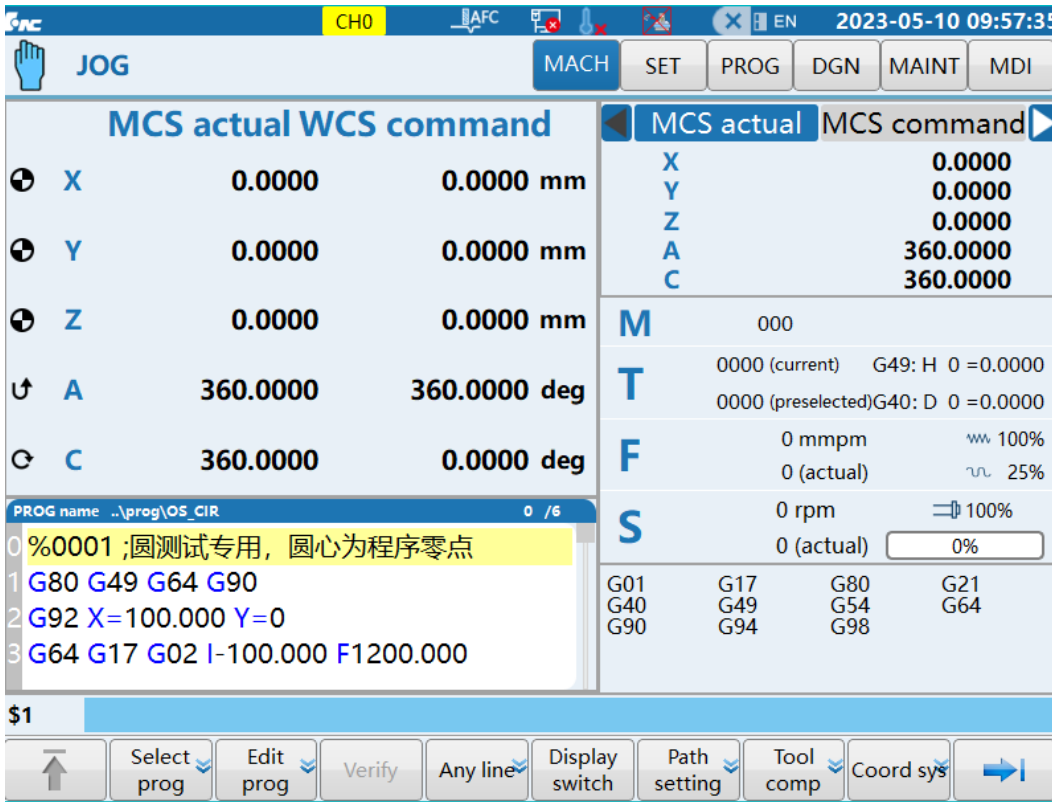 CH0 AFC EN 2023-05-10 09:57:35
JOG MACH SET PROG DGN MAINT MDI
MCS actual WCS command
X 0.0000 0.0000 mm
Y 0.0000 0.0000 mm
Z 0.0000 0.0000 mm
A 360.0000 360.0000 deg
C 360.0000 0.0000 deg
MCS actual MCS command
X 0.0000
Y 0.0000
Z 0.0000
A 360.0000
C 360.0000
M 000
T 0000 (current) G49: H 0 =0.0000
0000 (preselected)G40: D 0 =0.0000
F 0 mmpm 100%
0 (actual) 25%
S 0 rpm 100%
0 (actual) 0%
G01 G17 G80 G21
G40 G49 G54 G64
G90 G94 G98
PROG name ..\prog\OS_CIR 0 /6
0 %0001 ;圆测试专用，圆心为程序零点
1 G80 G49 G64 G90
2 G92 X=100.000 Y=0
3 G64 G17 G02 I-100.000 F1200.000
$1
Select prog
Edit prog
Verify
Any line
Display switch
Path setting
Tool comp
Coord sys